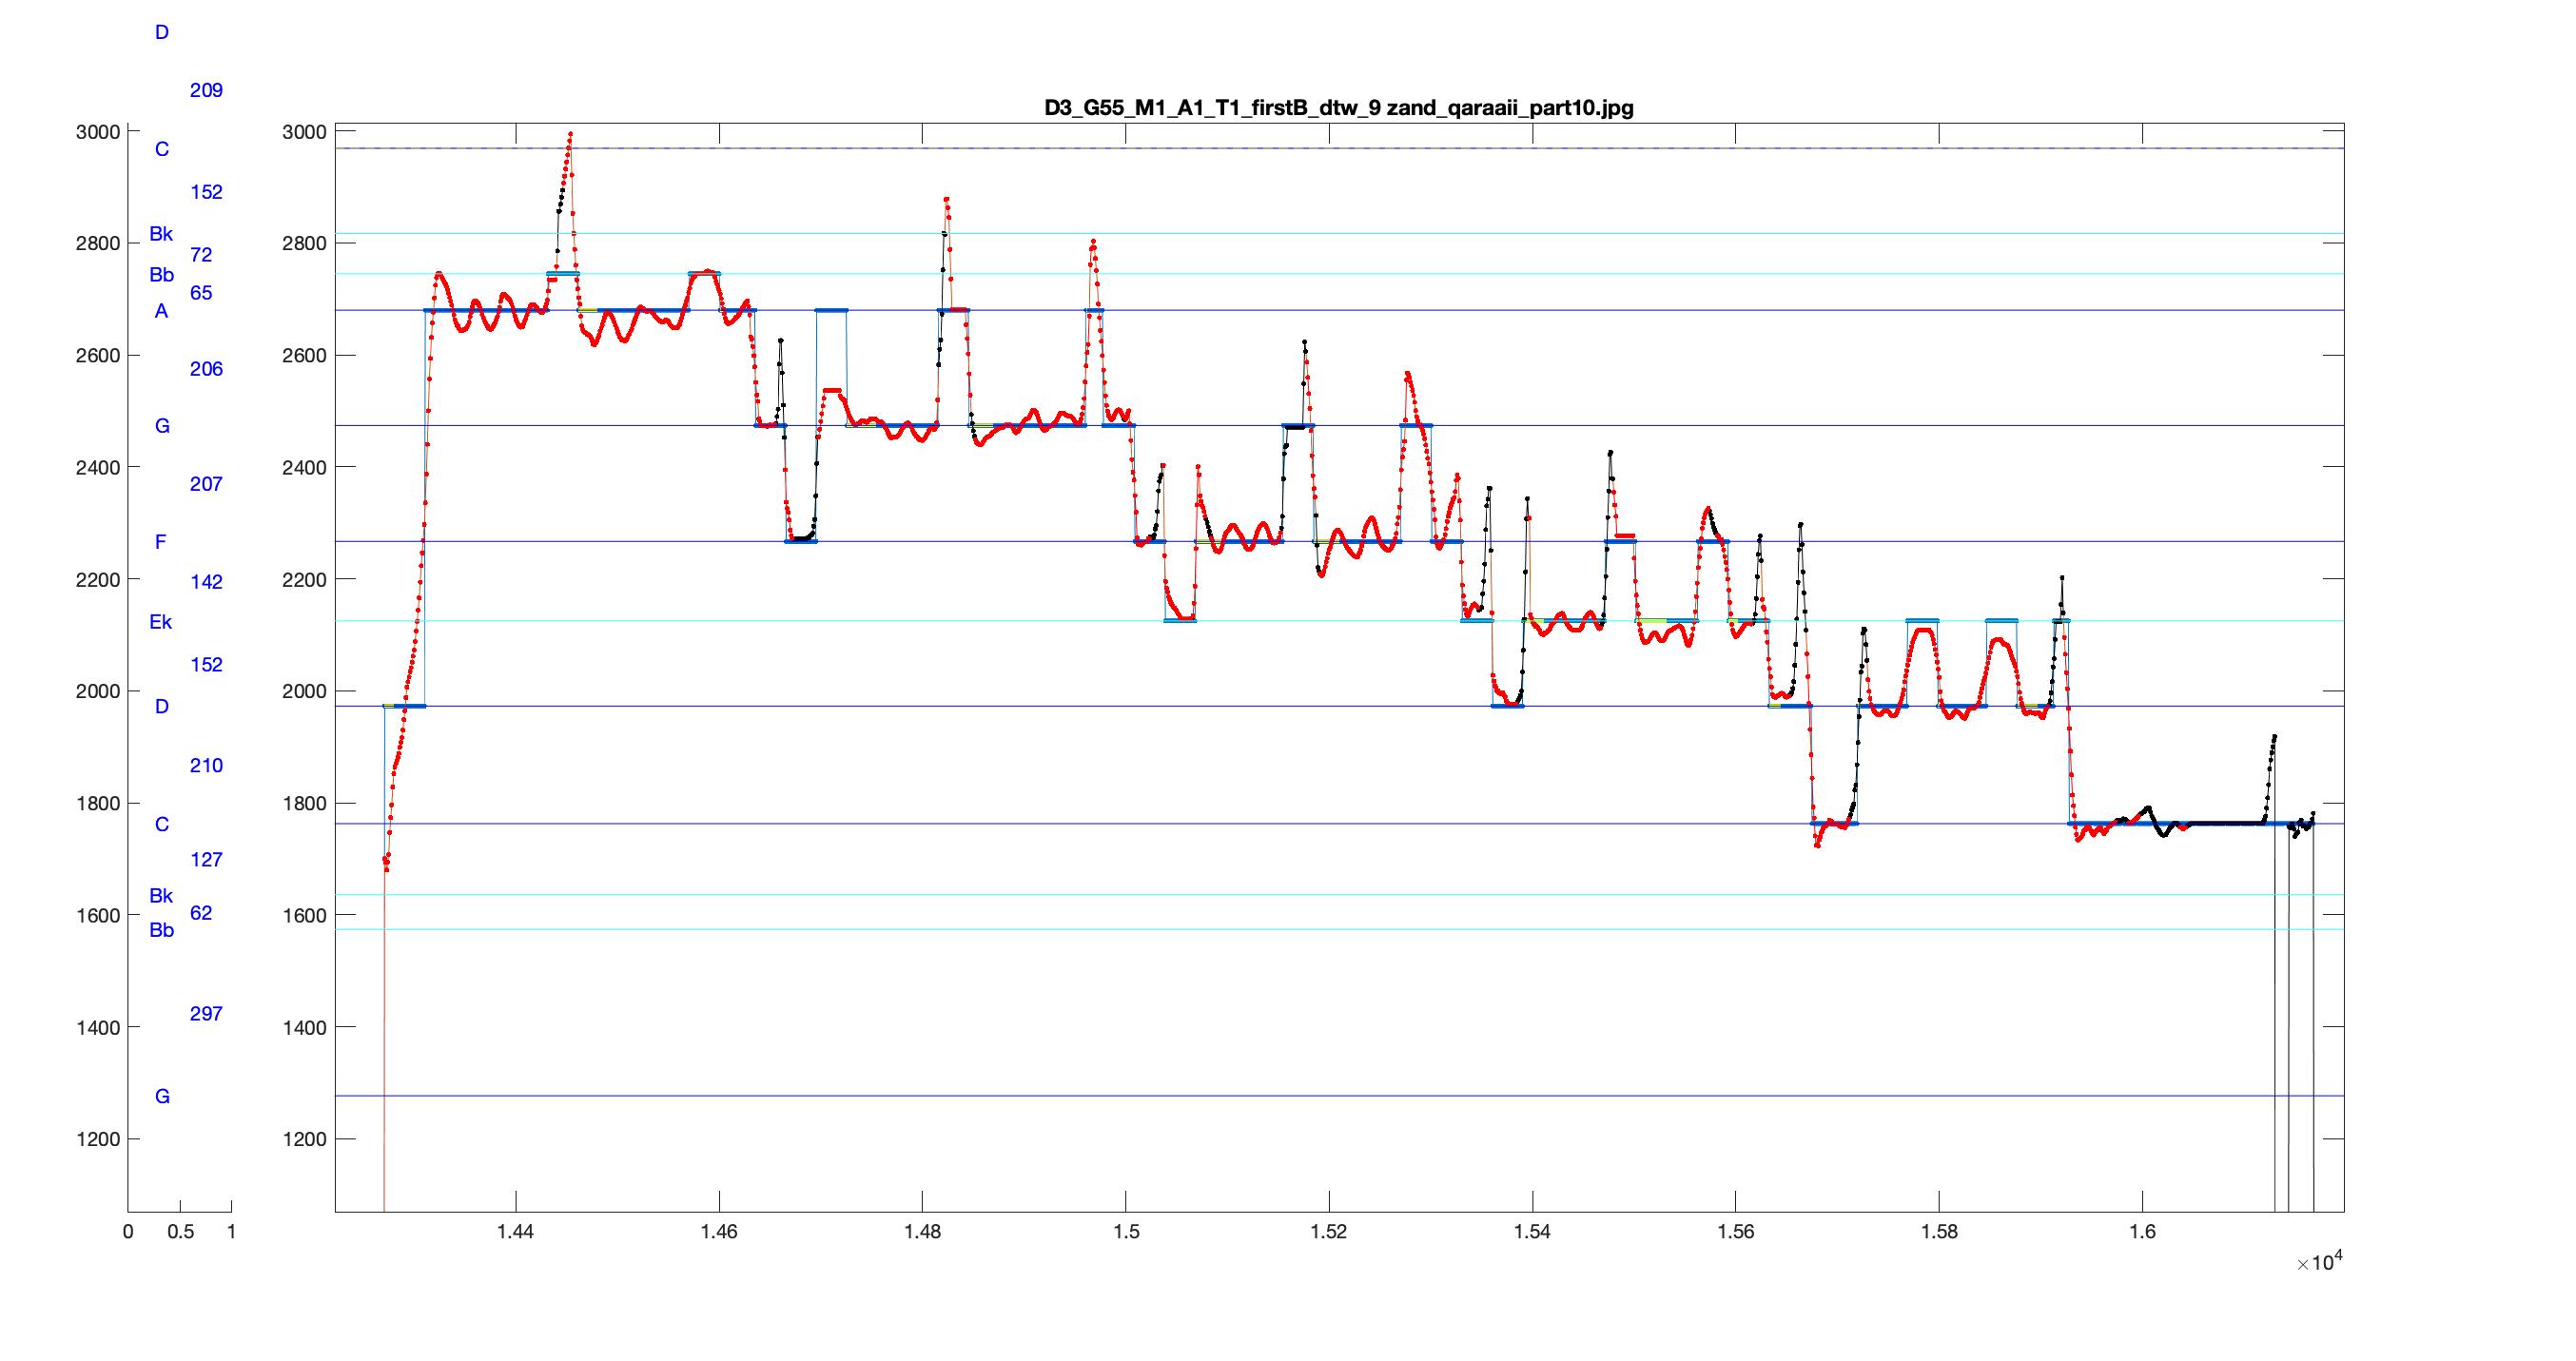 D
209
D3_G55_M1_A1_T1_firstB_dtw_9 zand_qaraaii_part10.jpg
3000 3000
C
152
Bk
2800 2800
72
Bb
65
A
2600 2600
206
G
2400 2400
207
F
2200 2200
142
Ek
152
2000 2000
D
210
1800 1800
C
127
Bk
1600 1600
62
Bb
1400 1400
297
G
1200 1200
0 0.5 1 1.44 1.46 1.48 1.5 1.52 1.54 1.56 1.58 1.6
×10⁴